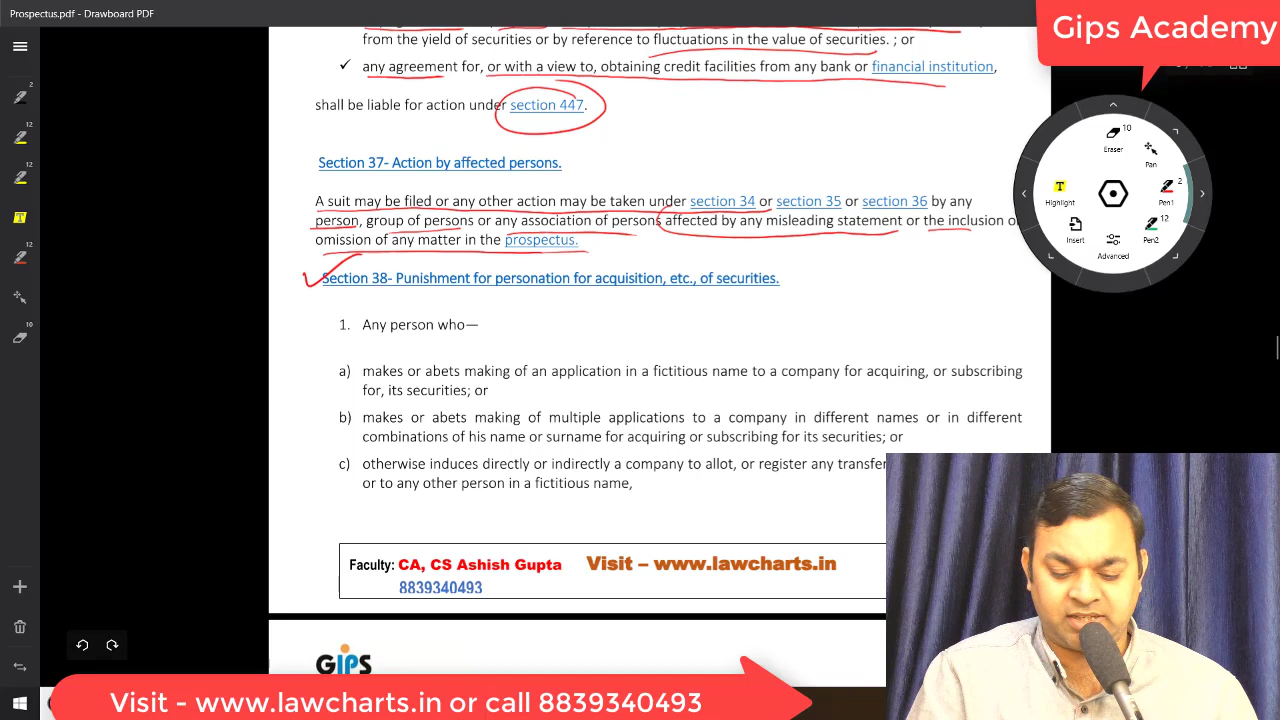 Prospectus.pdf - Drawboard PDF
Gips Academy
from the yield of securities or by reference to fluctuations in the value of securities. ; or
✓ any agreement for, or with a view to, obtaining credit facilities from any bank or financial institution,
shall be liable for action under section 447.
Section 37- Action by affected persons.
A suit may be filed or any other action may be taken under section 34 or section 35 or section 36 by any
person, group of persons or any association of persons affected by any misleading statement or the inclusion or
omission of any matter in the prospectus.
Section 38- Punishment for personation for acquisition, etc., of securities.
1. Any person who—
a) makes or abets making of an application in a fictitious name to a company for acquiring, or subscribing
for, its securities; or
b) makes or abets making of multiple applications to a company in different names or in different
combinations of his name or surname for acquiring or subscribing for its securities; or
c) otherwise induces directly or indirectly a company to allot, or register any transfer
or to any other person in a fictitious name,
Faculty: CA, CS Ashish Gupta Visit – www.lawcharts.in
8839340493
GIPS
Visit - www.lawcharts.in or call 8839340493
2
12
12
12
10
10
Eraser
Pan
2
Pen1
12
Pen2
Advanced
Insert
T
Highlight